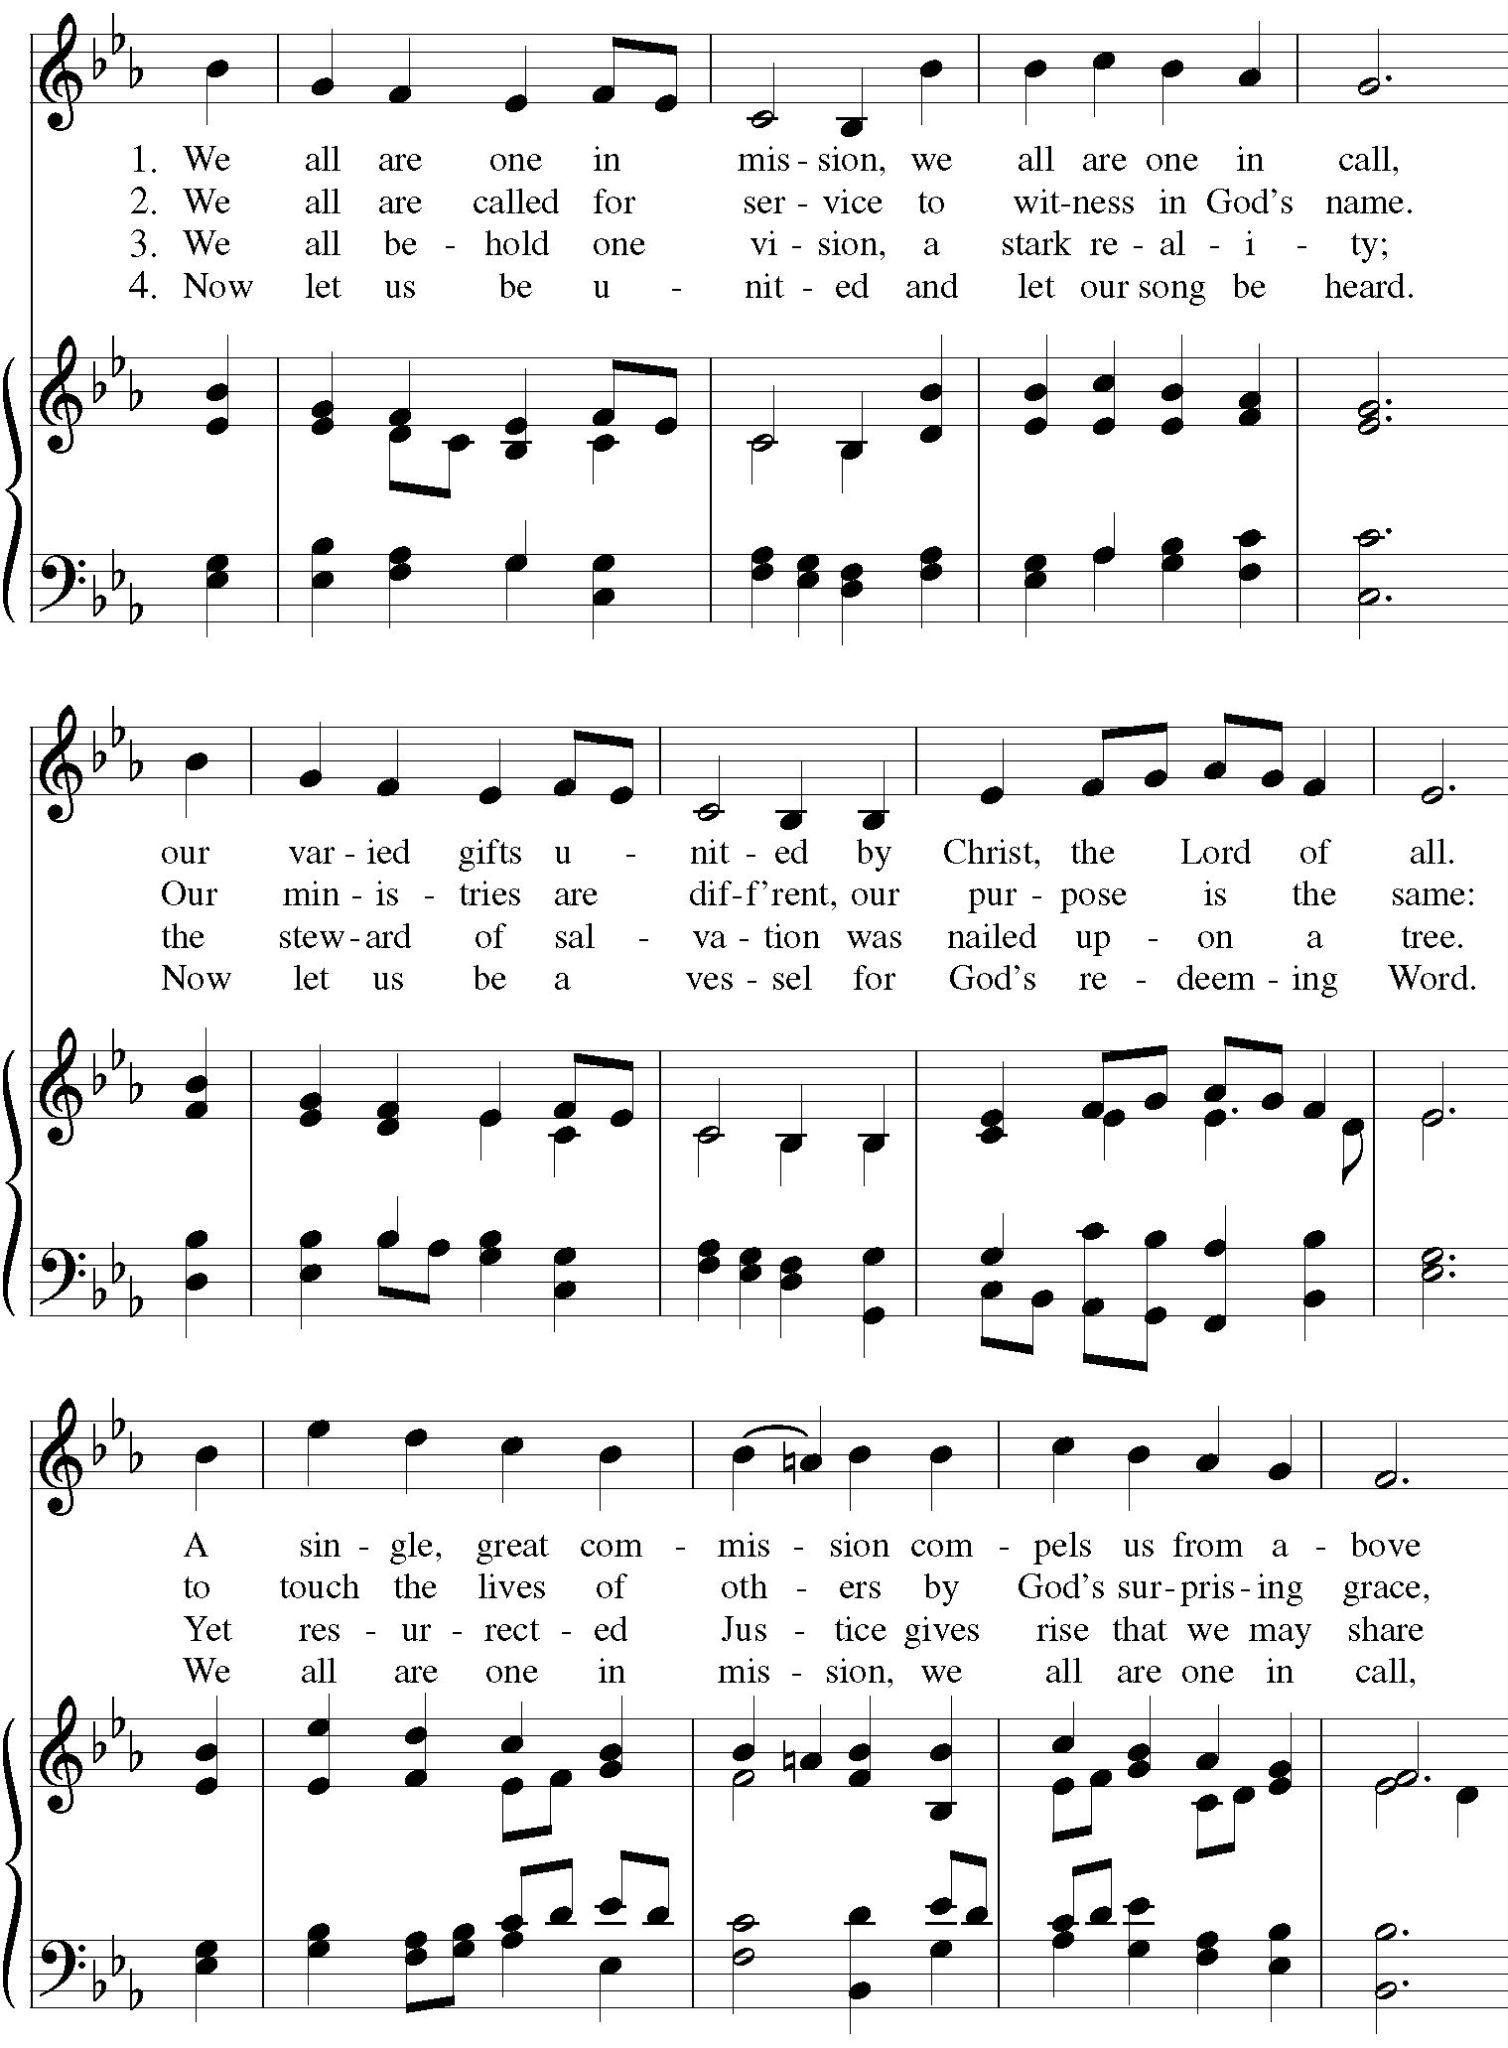 1. We all are one in mis - sion, we all are one in call,
2. We all are called for ser - vice to wit-ness in God's name.
3. We all be - hold one vi - sion, a stark re - al - i - ty;
4. Now let us be u - nit - ed and let our song be heard.
our var - ied gifts u - nit - ed by Christ, the Lord of all.
Our min - is - tries are dif-f'rent, our pur - pose is the same:
the stew-ard of sal - va - tion was nailed up - on a tree.
Now let us be a ves - sel for God's re - deem - ing Word.
A sin - gle, great com - mis - sion com - pels us from a - bove
to touch the lives of oth - ers by God's sur-pris-ing grace,
Yet res - ur - rect - ed Jus - tice gives rise that we may share
We all are one in mis - sion, we all are one in call,